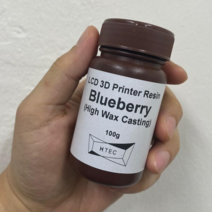 LCD 3D Printer Resin
Blueberry
(High Wax Casting)
100g
HTEC